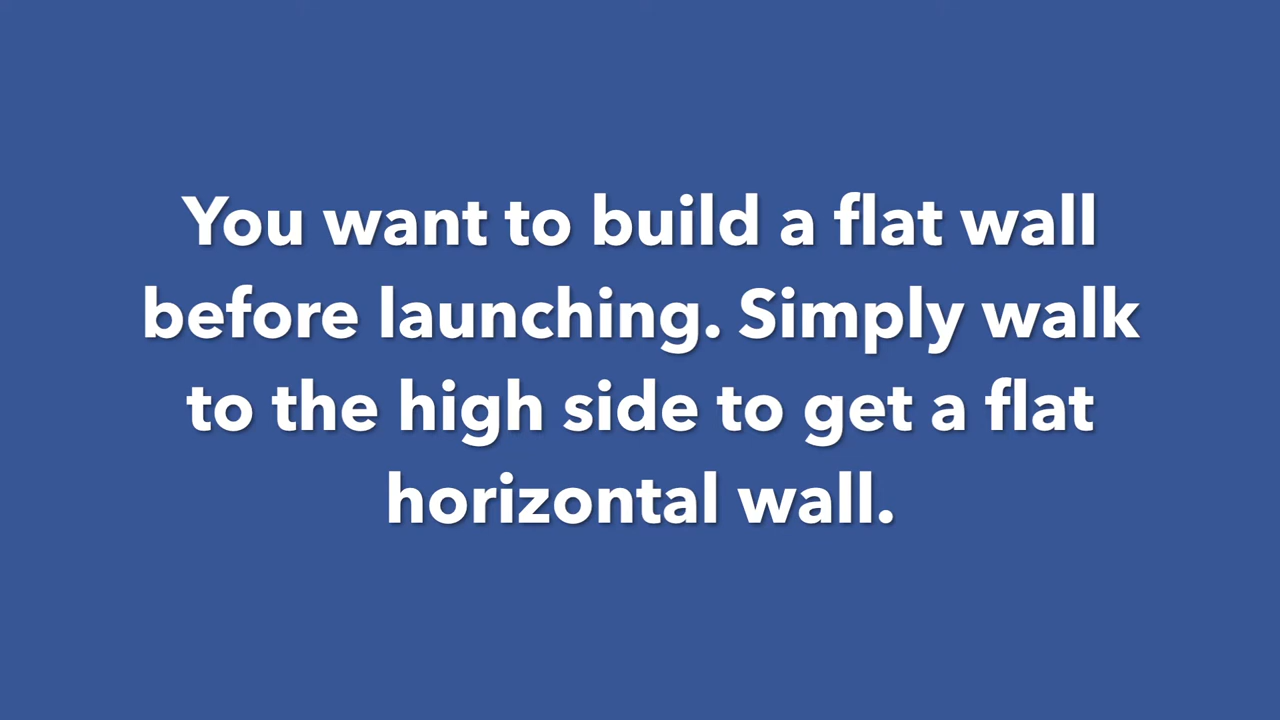 You want to build a flat wall
before launching. Simply walk
to the high side to get a flat
horizontal wall.